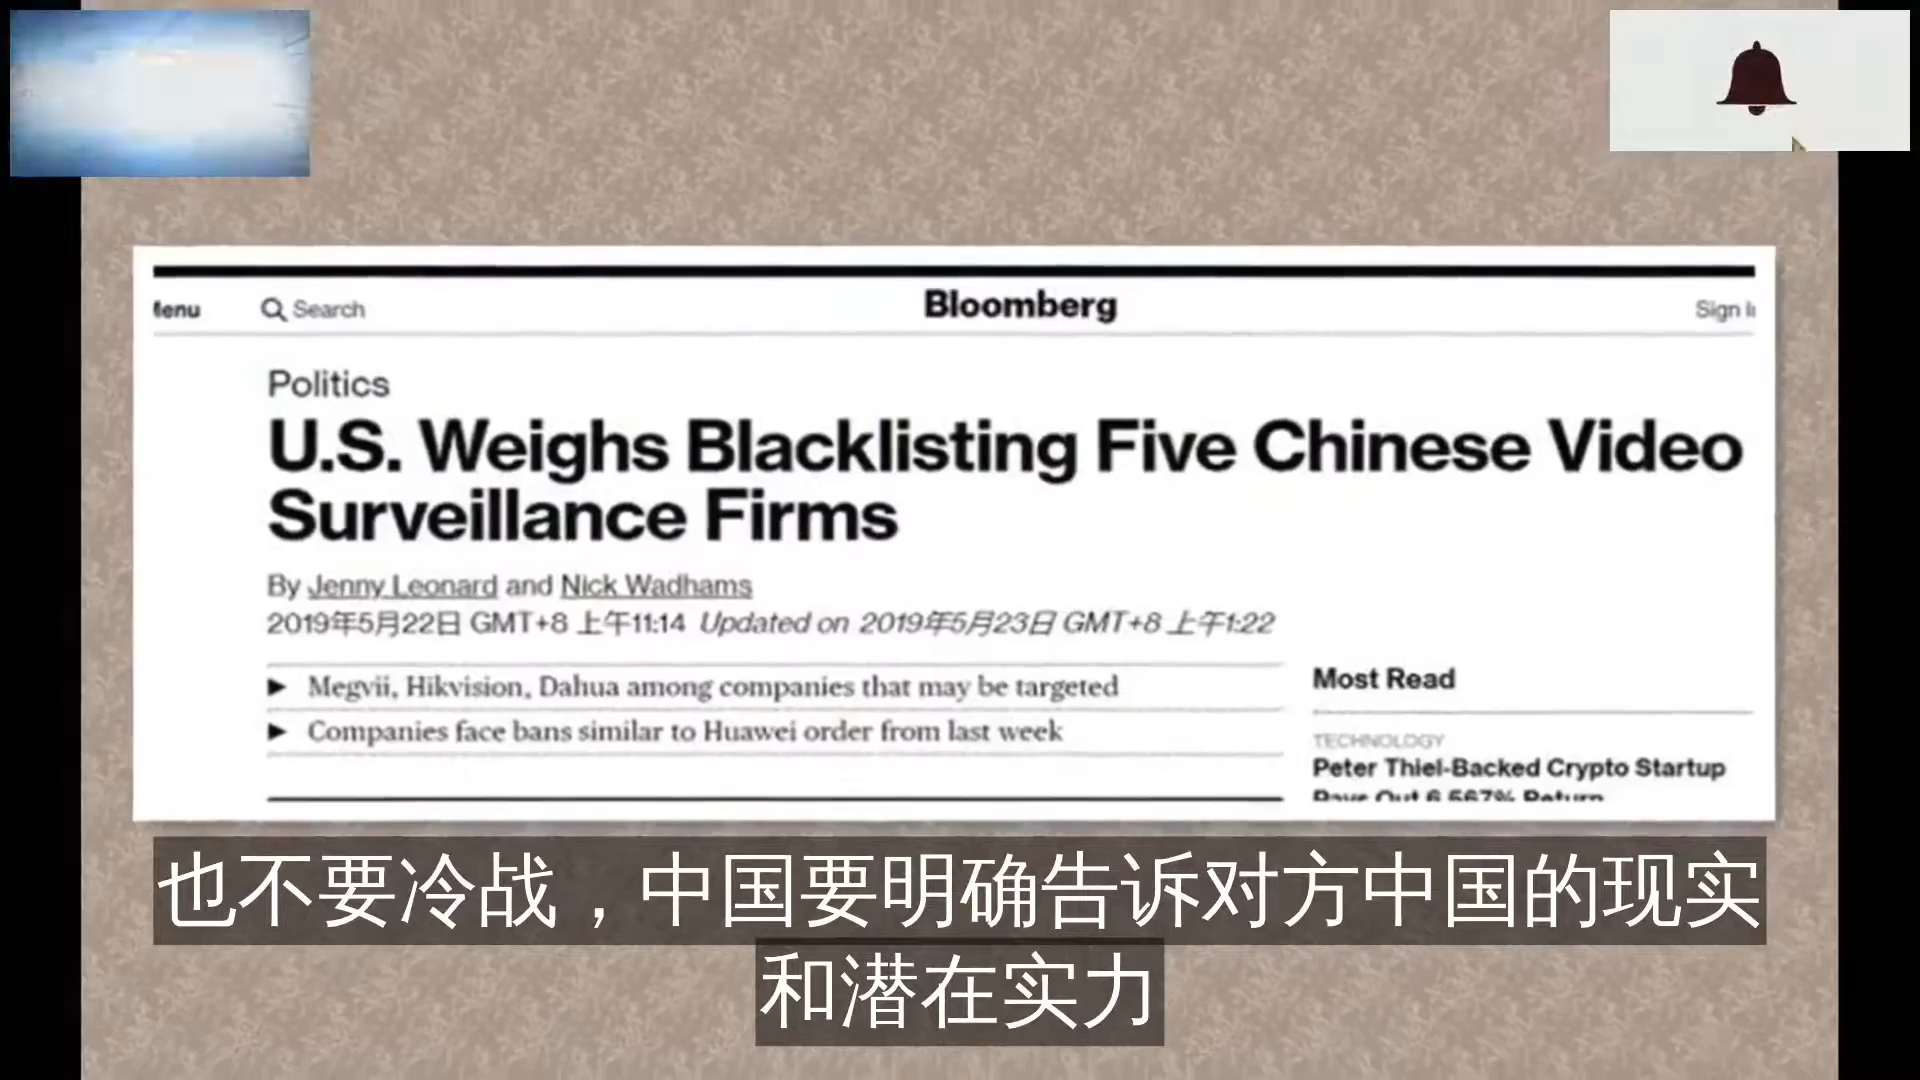 Search
Bloomberg
Sign
Politics
U.S. Weighs Blacklisting Five Chinese Video
Surveillance Firms
By Jenny Leonard and Nick Wadhams
2019年5月22日 GMT+8 上午11:14 Updated on 2019年5月23日 GMT+8 上午1:22
► Megvii, Hikvision, Dahua among companies that may be targeted
► Companies face bans similar to Huawei order from last week
Most Read
TECHNOLOGY
Peter Thiel-Backed Crypto Startup
Pays Out 6,567% Return
也不要冷战，中国要明确告诉对方中国的现实
和潜在实力